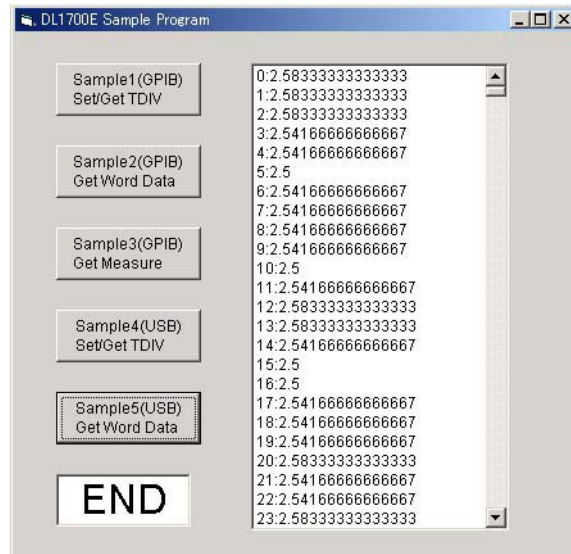 DL1700E Sample Program
Sample1(GPIB)
Set/Get TDIV
Sample2(GPIB)
Get Word Data
Sample3(GPIB)
Get Measure
Sample4(USB)
Set/Get TDIV
Sample5(USB)
Get Word Data
END
0:2.58333333333333
1:2.58333333333333
2:2.58333333333333
3:2.54166666666667
4:2.54166666666667
5:2.5
6:2.54166666666667
7:2.54166666666667
8:2.54166666666667
9:2.54166666666667
10:2.5
11:2.54166666666667
12:2.58333333333333
13:2.58333333333333
14:2.54166666666667
15:2.5
16:2.5
17:2.54166666666667
18:2.54166666666667
19:2.54166666666667
20:2.58333333333333
21:2.54166666666667
22:2.54166666666667
23:2.58333333333333